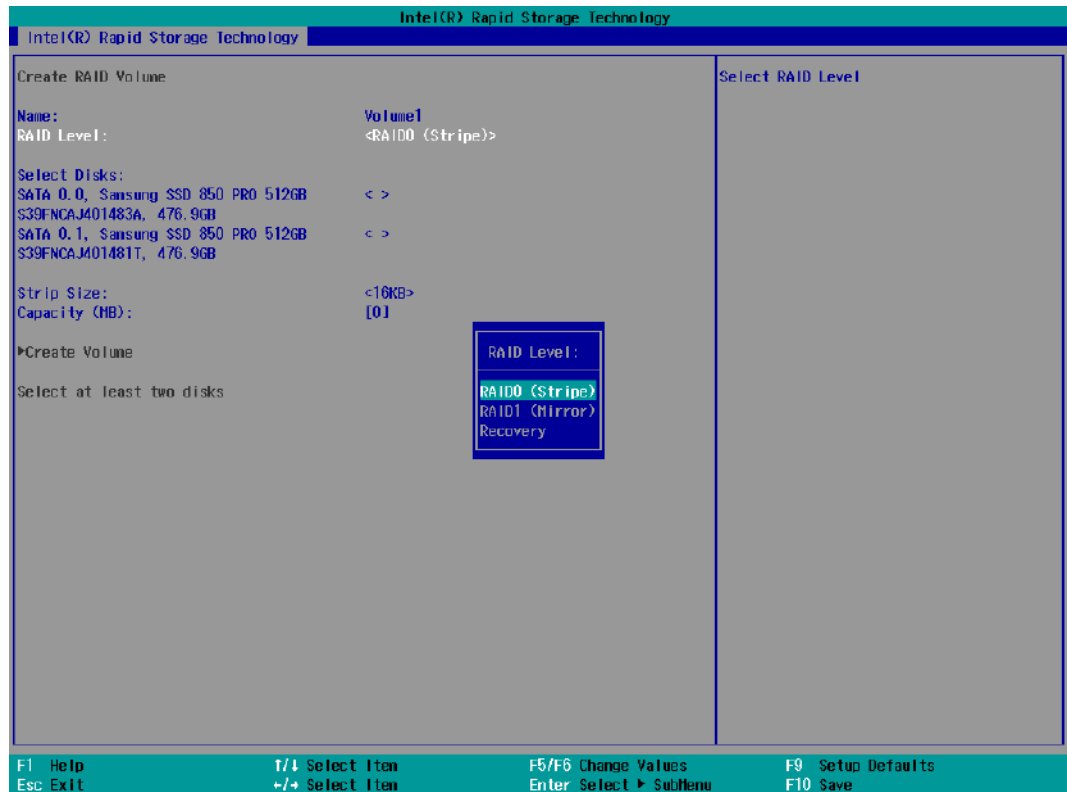 Intel(R) Rapid Storage Technology
Intel(R) Rapid Storage Technology
Create RAID Volume
Select RAID Level
Name: Volume1
RAID Level: <RAID0 (Stripe)>
Select Disks:
SATA 0.0, Samsung SSD 850 PRO 512GB < >
S39FNCAJ401483A, 476.9GB
SATA 0.1, Samsung SSD 850 PRO 512GB < >
S39FNCAJ401481T, 476.9GB
Strip Size: <16KB>
Capacity (MB): [0]
▶Create Volume
Select at least two disks
RAID Level:
RAID0 (Stripe)
RAID1 (Mirror)
Recovery
F1 Help ↑/↓ Select Item F5/F6 Change Values F9 Setup Defaults
Esc Exit ←/→ Select Item Enter Select ▶ SubMenu F10 Save